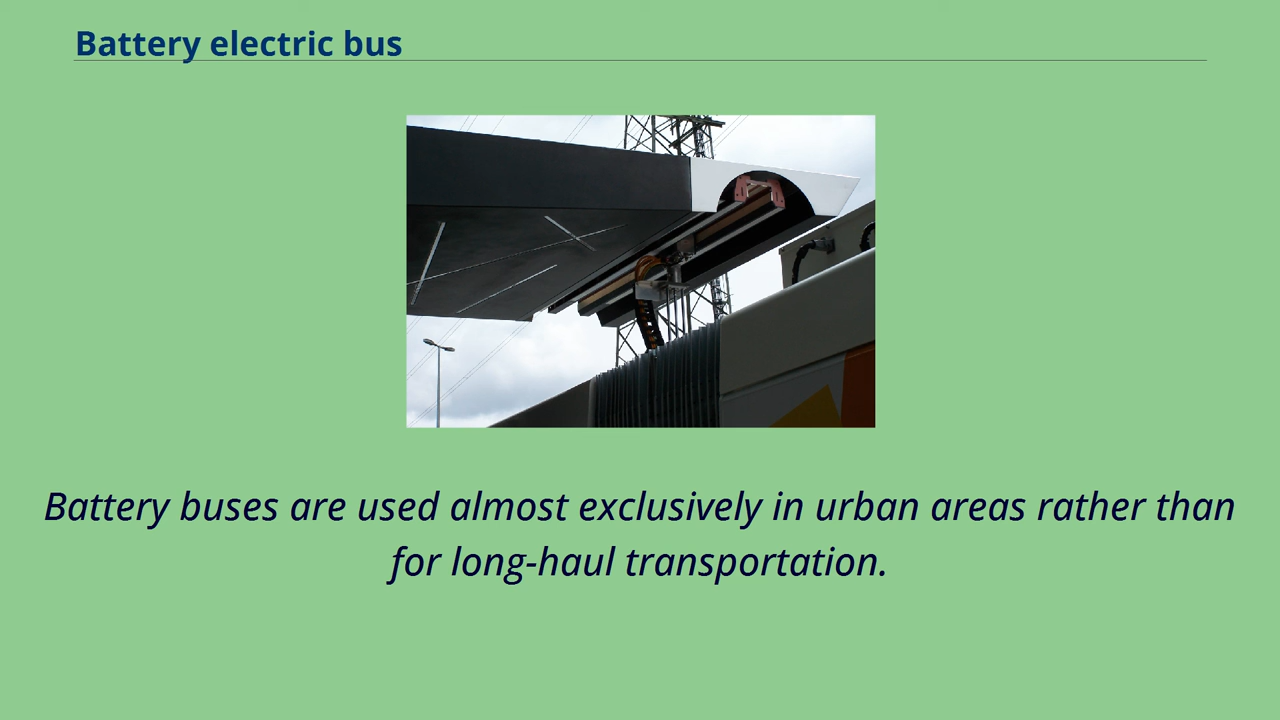 Battery electric bus
Battery buses are used almost exclusively in urban areas rather than
for long-haul transportation.